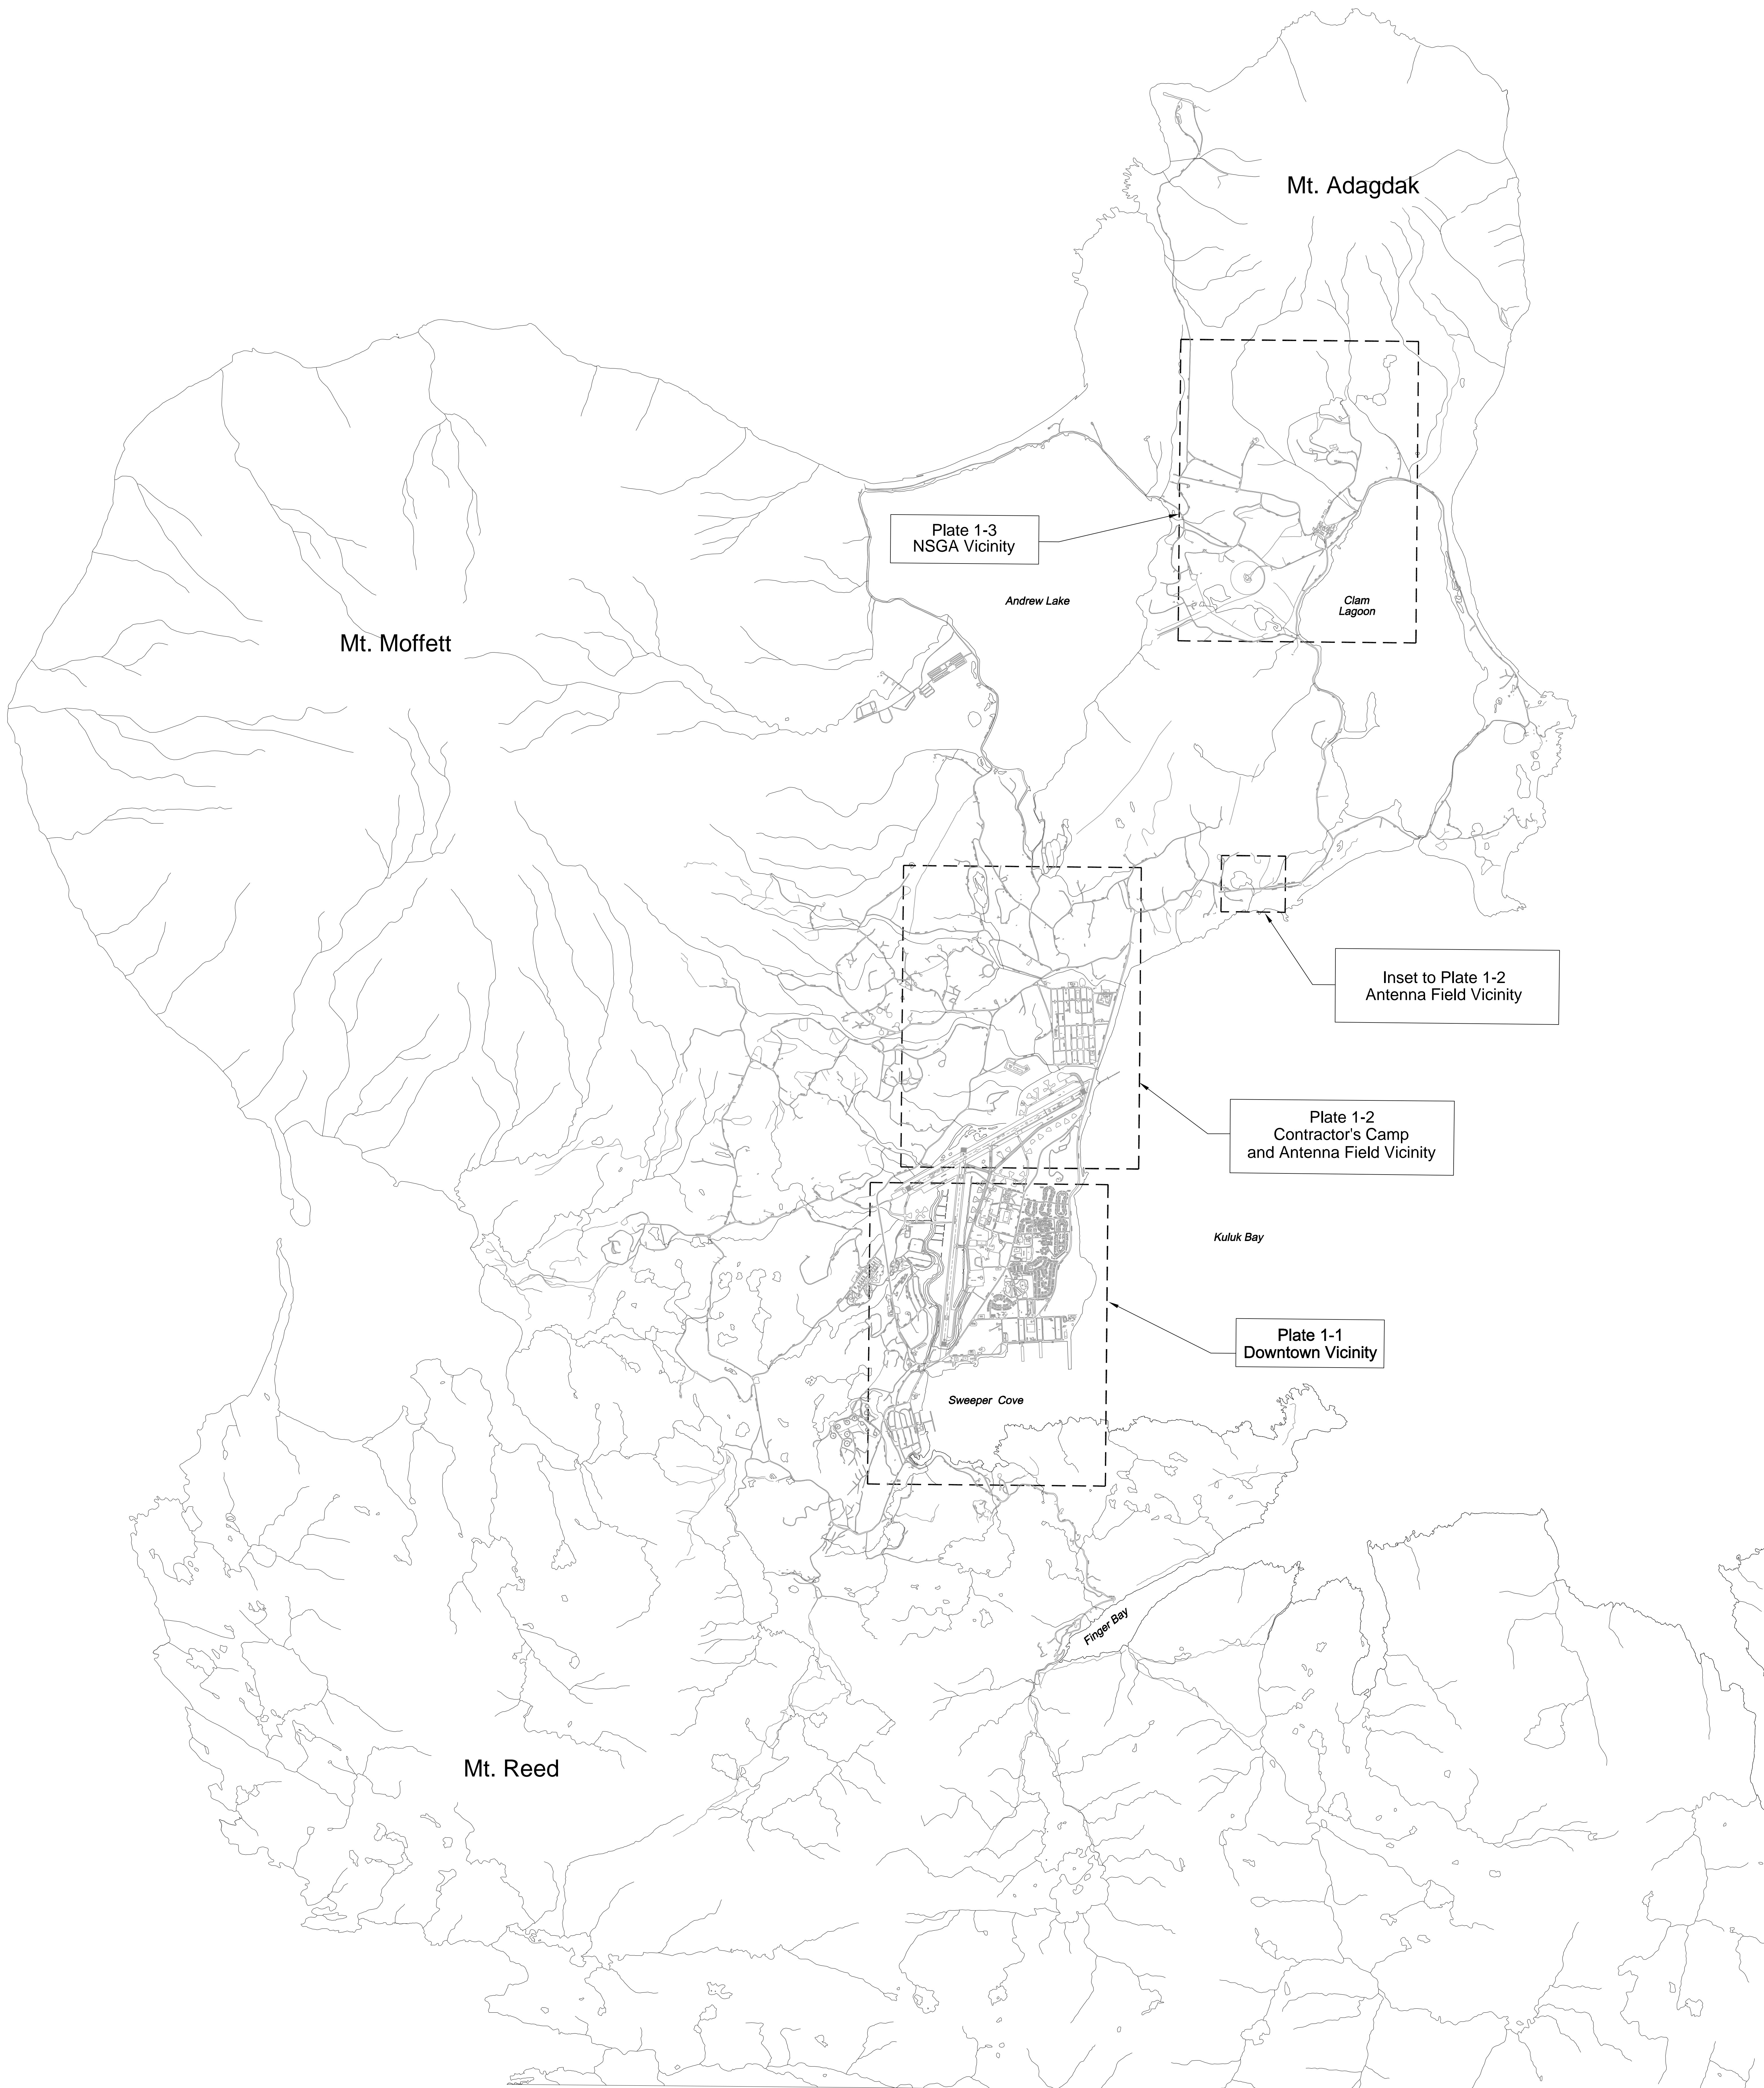 Mt. Adagdak
Plate 1-3
NSGA Vicinity
Andrew Lake
Clam
Lagoon
Mt. Moffett
Inset to Plate 1-2
Antenna Field Vicinity
Plate 1-2
Contractor's Camp
and Antenna Field Vicinity
Kuluk Bay
Plate 1-1
Downtown Vicinity
Sweeper Cove
Finger Bay
Mt. Reed